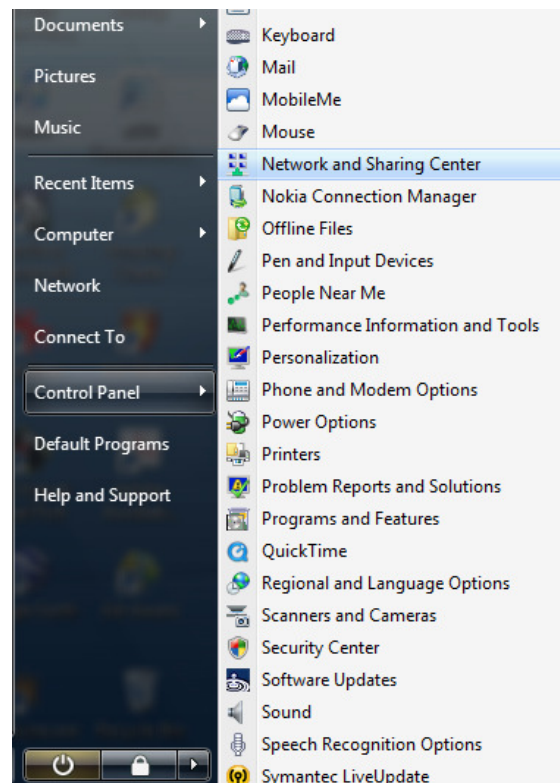 Documents
Pictures
Music
Recent Items
Computer
Network
Connect To
Control Panel
Default Programs
Help and Support
Keyboard
Mail
MobileMe
Mouse
Network and Sharing Center
Nokia Connection Manager
Offline Files
Pen and Input Devices
People Near Me
Performance Information and Tools
Personalization
Phone and Modem Options
Power Options
Printers
Problem Reports and Solutions
Programs and Features
QuickTime
Regional and Language Options
Scanners and Cameras
Security Center
Software Updates
Sound
Speech Recognition Options
Symantec LiveUpdate